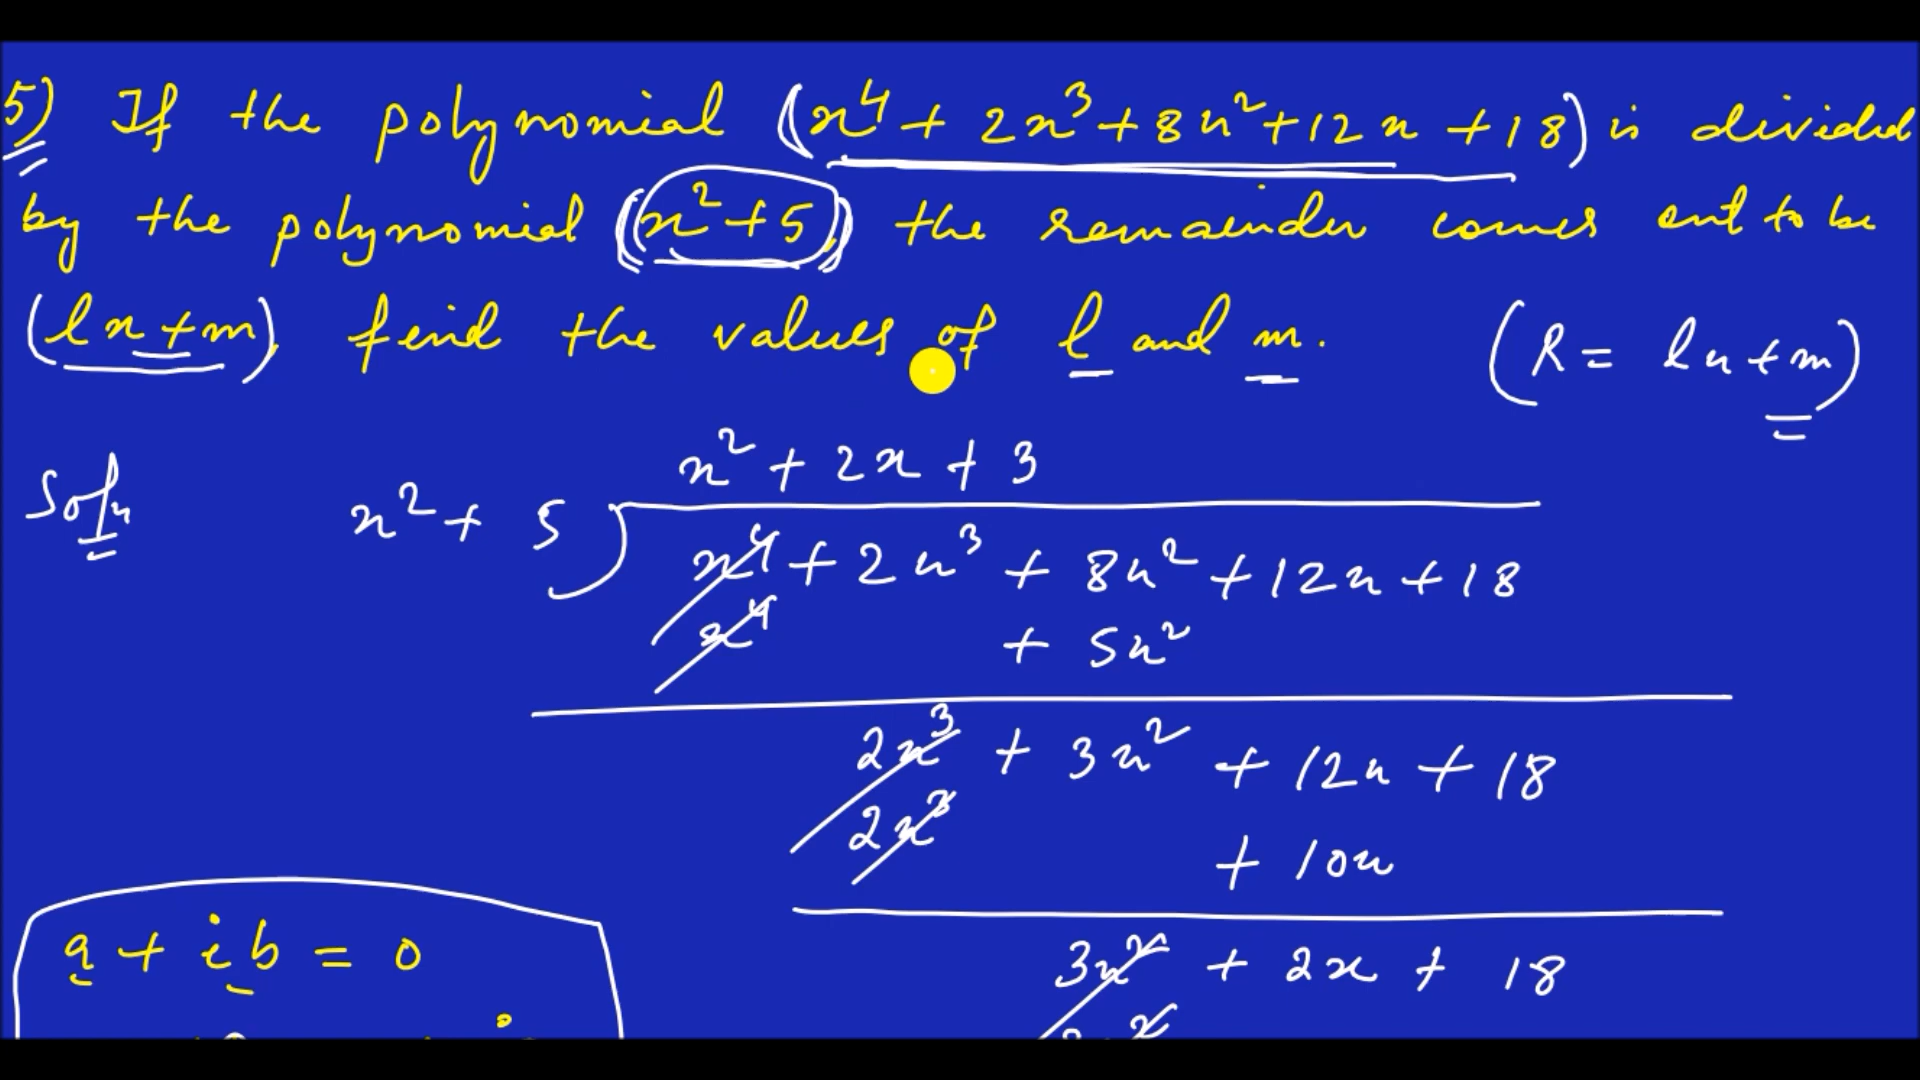 5) If the polynomial (x⁴ + 2x³ + 8x² + 12x + 18) is divided
by the polynomial (x² + 5), the remainder comes out to be
(lx + m), find the values of l and m.
(R = lx + m)
Soln
x² + 2x + 3
x² + 5
x⁴ + 2x³ + 8x² + 12x + 18
x⁴ + 5x²
2x³ + 3x² + 12x + 18
2x³ + 10x
a + ib = 0
3x² + 2x + 18